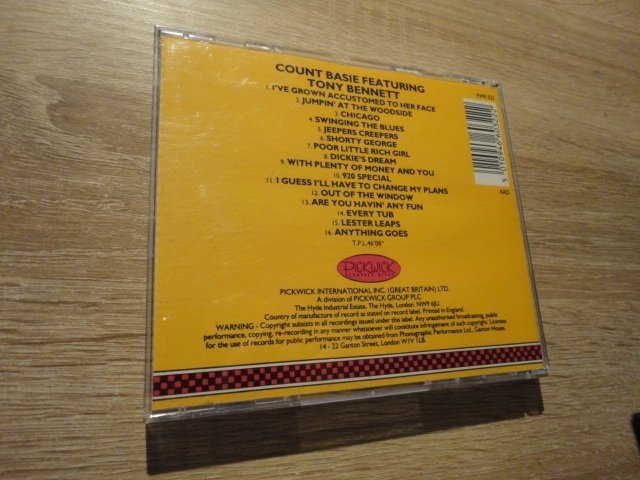 COUNT BASIE FEATURING
TONY BENNETT
1. I'VE GROWN ACCUSTOMED TO HER FACE
2. JUMPIN' AT THE WOODSIDE
3. CHICAGO
4. SWINGING THE BLUES
5. JEEPERS CREEPERS
6. SHORTY GEORGE
7. POOR LITTLE RICH GIRL
8. DICKIE'S DREAM
9. WITH PLENTY OF MONEY AND YOU
10. 920 SPECIAL
11. I GUESS I'LL HAVE TO CHANGE MY PLANS
12. OUT OF THE WINDOW
13. ARE YOU HAVIN' ANY FUN
14. EVERY TUB
15. LESTER LEAPS
16. ANYTHING GOES
T.P.L. 46'08"
PICKWICK
COMPACT DISCS
PICKWICK INTERNATIONAL INC. (GREAT BRITAIN) LTD.
A division of PICKWICK GROUP PLC
The Hyde Industrial Estate, The Hyde, London. NW9 6JU.
Country of manufacture of record as stated on record label. Printed in England.
WARNING - Copyright subsists in all recordings issued under this label. Any unauthorised broadcasting, public
performance, copying, re-recording in any manner whatsoever will constitute infringement of such copyright. Licences
for the use of records for public performance may be obtained from Phonographic Performance Ltd., Ganton House,
14 - 22 Ganton Street, London W1V 1LB
AAD